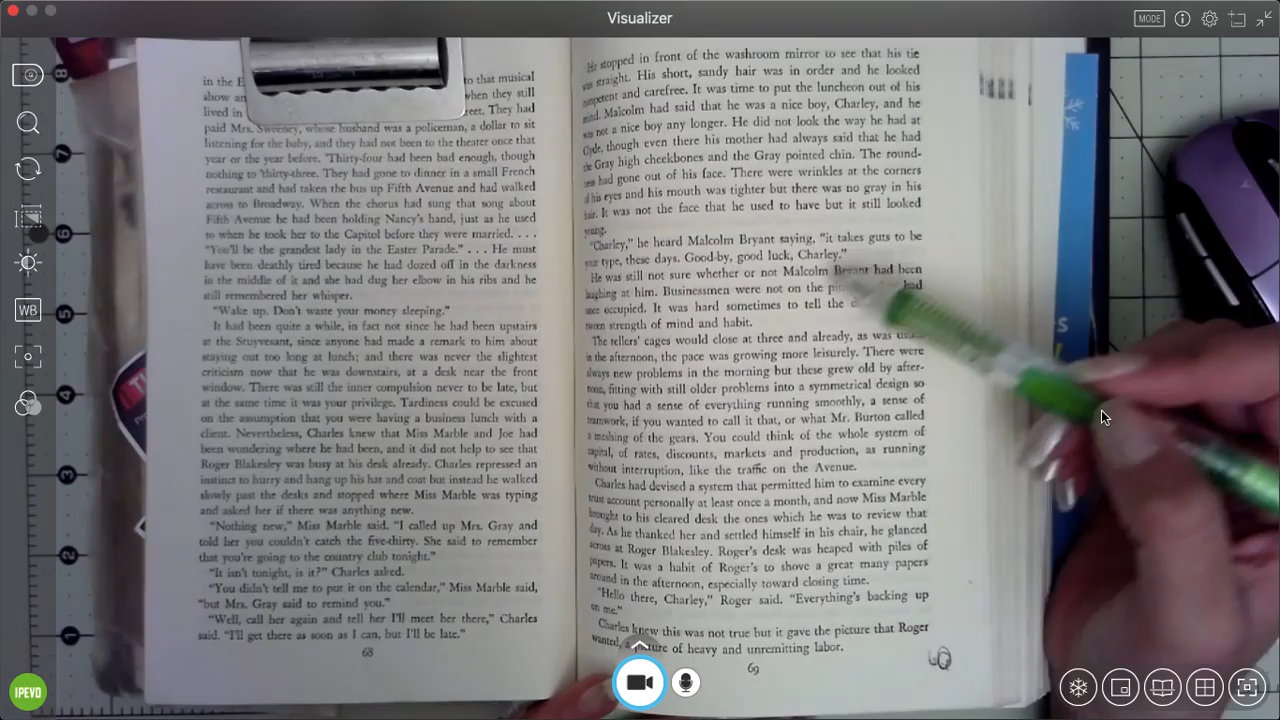 Visualizer
MODE
WB
IPEVO
8
7
6
5
4
3
2
1
in the E to that musical
show an when they still
lived in reet. They had
paid Mrs. Sweeney, whose husband was a policeman, a dollar to sit
listening for the baby, and they had not been to the theater once that
year or the year before. 'Thirty-four had been bad enough, though
nothing to 'thirty-three. They had gone to dinner in a small French
restaurant and had taken the bus up Fifth Avenue and had walked
across to Broadway. When the chorus had sung that song about
Fifth Avenue he had been holding Nancy's hand, just as he used
to when he took her to the Capitol before they were married. . . .
"You'll be the grandest lady in the Easter Parade." . . . He must
have been deathly tired because he had dozed off in the darkness
in the middle of it and she had dug her elbow in his ribs and he
still remembered her whisper.
"Wake up. Don't waste your money sleeping."
It had been quite a while, in fact not since he had been upstairs
at the Stuyvesant, since anyone had made a remark to him about
staying out too long at lunch; and there was never the slightest
criticism now that he was downstairs, at a desk near the front
window. There was still the inner compulsion never to be late, but
at the same time it was your privilege. Tardiness could be excused
on the assumption that you were having a business lunch with a
client. Nevertheless, Charles knew that Miss Marble and Joe had
been wondering where he had been, and it did not help to see that
Roger Blakesley was busy at his desk already. Charles repressed an
instinct to hurry and hang up his hat and coat but instead he walked
slowly past the desks and stopped where Miss Marble was typing
and asked her if there was anything new.
"Nothing new," Miss Marble said. "I called up Mrs. Gray and
told her you couldn't catch the five-thirty. She said to remember
that you're going to the country club tonight."
"It isn't tonight, is it?" Charles asked.
"You didn't tell me to put it on the calendar," Miss Marble said,
"but Mrs. Gray said to remind you."
"Well, call her again and tell her I'll meet her there," Charles
said. "I'll get there as soon as I can, but I'll be late."
68
He stopped in front of the washroom mirror to see that his tie
was straight. His short, sandy hair was in order and he looked
competent and carefree. It was time to put the luncheon out of his
mind. Malcolm had said that he was a nice boy, Charley, and he
was not a nice boy any longer. He did not look the way he had at
Clyde, though even there his mother had always said that he had
the Gray high cheekbones and the Gray pointed chin. The round-
ness had gone out of his face. There were wrinkles at the corners
of his eyes and his mouth was tighter but there was no gray in his
hair. It was not the face that he used to have but it still looked
young.
"Charley," he heard Malcolm Bryant saying, "it takes guts to be
your type, these days. Good-by, good luck, Charley."
He was still not sure whether or not Malcolm Bryant had been
laughing at him. Businessmen were not on the had
once occupied. It was hard sometimes to tell the
tween strength of mind and habit.
The tellers' cages would close at three and already, as was usual
in the afternoon, the pace was growing more leisurely. There were
always new problems in the morning but these grew old by after-
noon, fitting with still older problems into a symmetrical design so
that you had a sense of everything running smoothly, a sense of
teamwork, if you wanted to call it that, or what Mr. Burton called
a meshing of the gears. You could think of the whole system of
capital, of rates, discounts, markets and production, as running
without interruption, like the traffic on the Avenue.
Charles had devised a system that permitted him to examine every
trust account personally at least once a month, and now Miss Marble
brought to his cleared desk the ones which he was to review that
day. As he thanked her and settled himself in his chair, he glanced
across at Roger Blakesley. Roger's desk was heaped with piles of
papers. It was a habit of Roger's to shove a great many papers
around in the afternoon, especially toward closing time.
"Hello there, Charley," Roger said. "Everything's backing up
on me."
Charles knew this was not true but it gave the picture that Roger
wanted, a picture of heavy and unremitting labor.
69